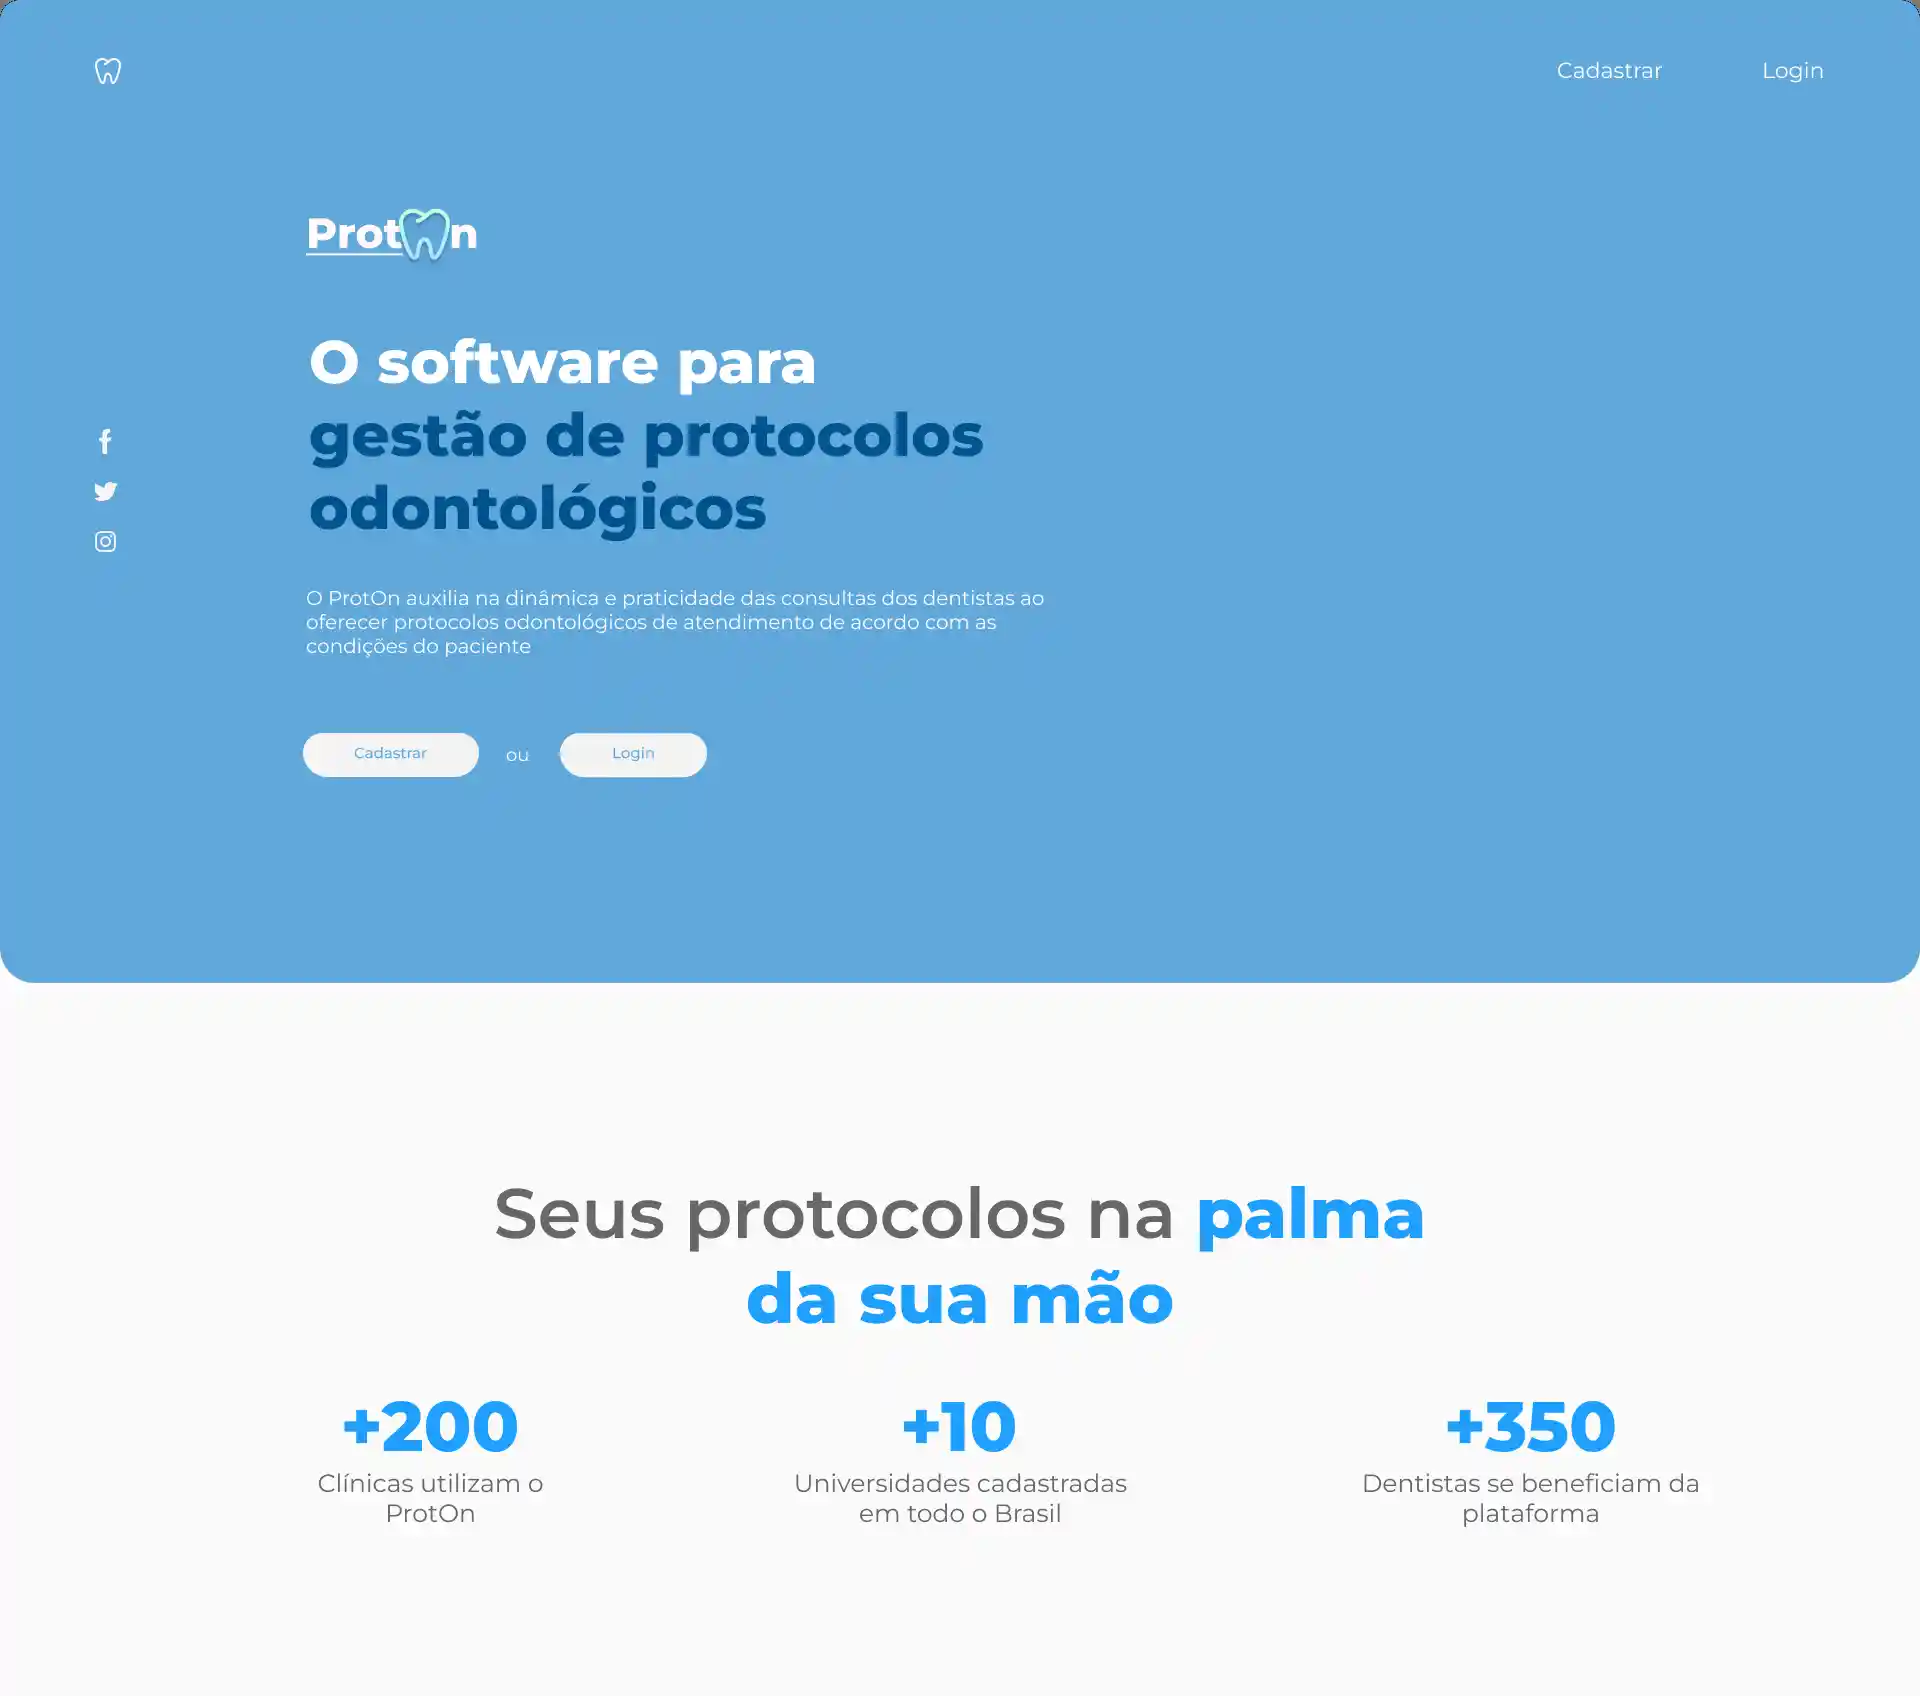 Cadastrar Login
ProtOn
O software para
gestão de protocolos
odontológicos
O ProtOn auxilia na dinâmica e praticidade das consultas dos dentistas ao
oferecer protocolos odontológicos de atendimento de acordo com as
condições do paciente
Cadastrar ou Login
Seus protocolos na palma
da sua mão
+200
Clínicas utilizam o
ProtOn
+10
Universidades cadastradas
em todo o Brasil
+350
Dentistas se beneficiam da
plataforma